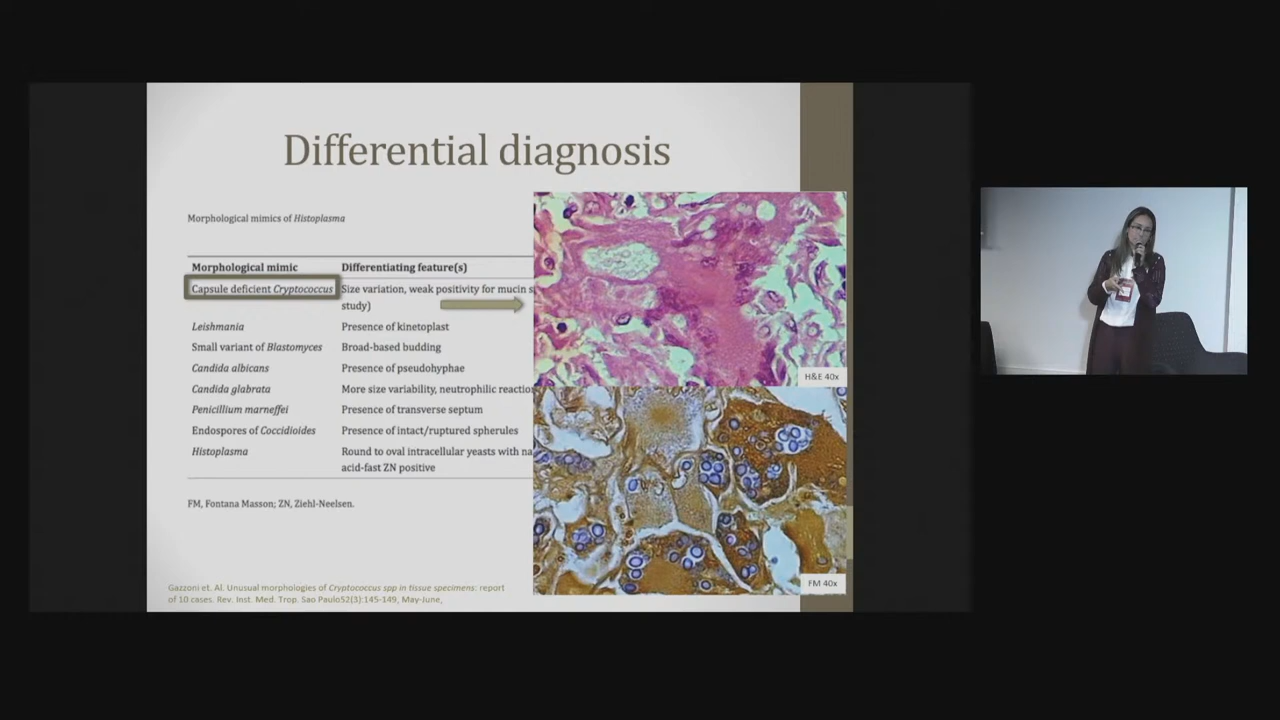 Differential diagnosis
Morphological mimics of Histoplasma
Morphological mimic Differentiating feature(s)
Capsule deficient Cryptococcus Size variation, weak positivity for mucin
study)
Leishmania Presence of kinetoplast
Small variant of Blastomyces Broad-based budding
Candida albicans Presence of pseudohyphae
Candida glabrata More size variability, neutrophilic
Penicillium marneffei Presence of transverse septum
Endospores of Coccidioides Presence of intact/ruptured spherules
Histoplasma Round to oval intracellular yeasts with
acid-fast ZN positive
FM, Fontana Masson; ZN, Ziehl-Neelsen.
H&E 40x
FM 40x
Gazzoni et. Al. Unusual morphologies of Cryptococcus spp in tissue specimens: report
of 10 cases. Rev. Inst. Med. Trop. Sao Paulo52(3):145-149, May-June,